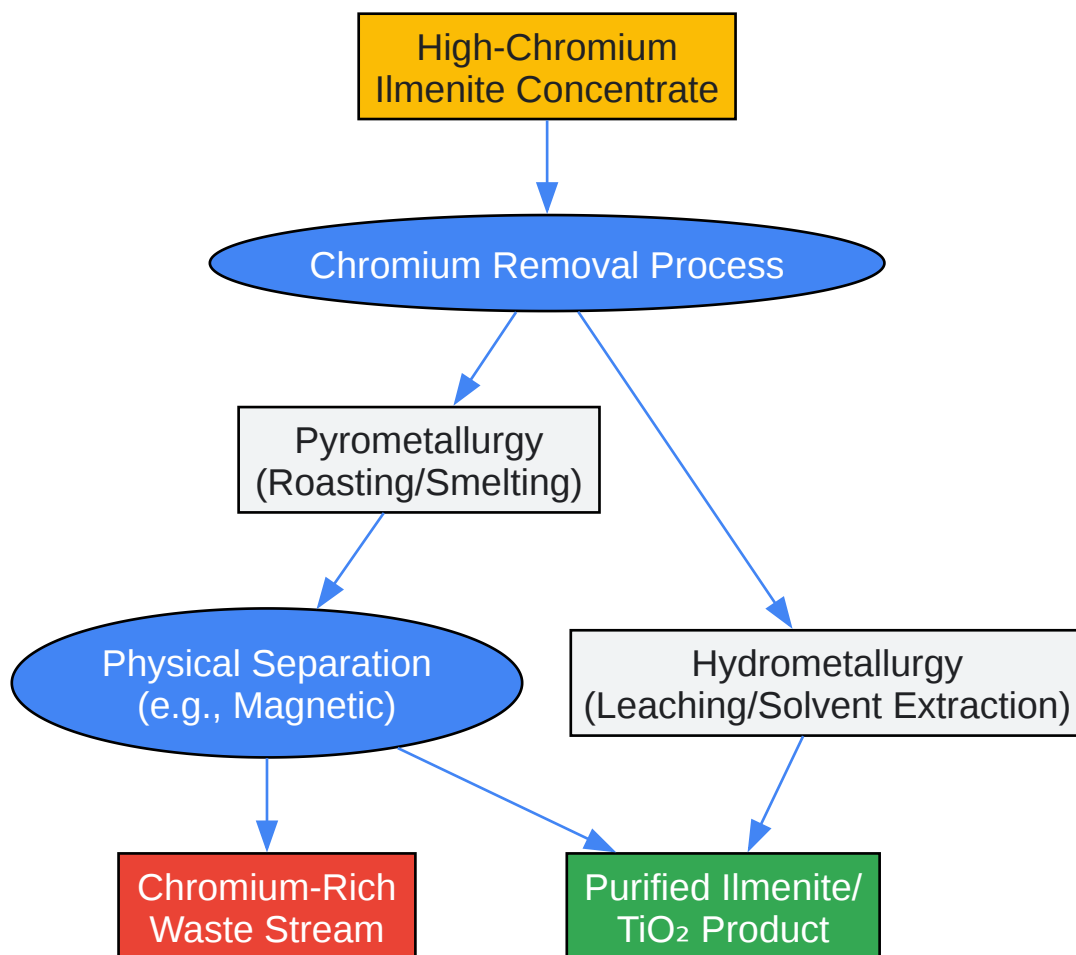 High-Chromium
Ilmenite Concentrate
Chromium Removal Process
Pyrometallurgy
(Roasting/Smelting)
Physical Separation
(e.g., Magnetic)
Hydrometallurgy
(Leaching/Solvent Extraction)
Chromium-Rich
Waste Stream
Purified Ilmenite/
TiO₂ Product